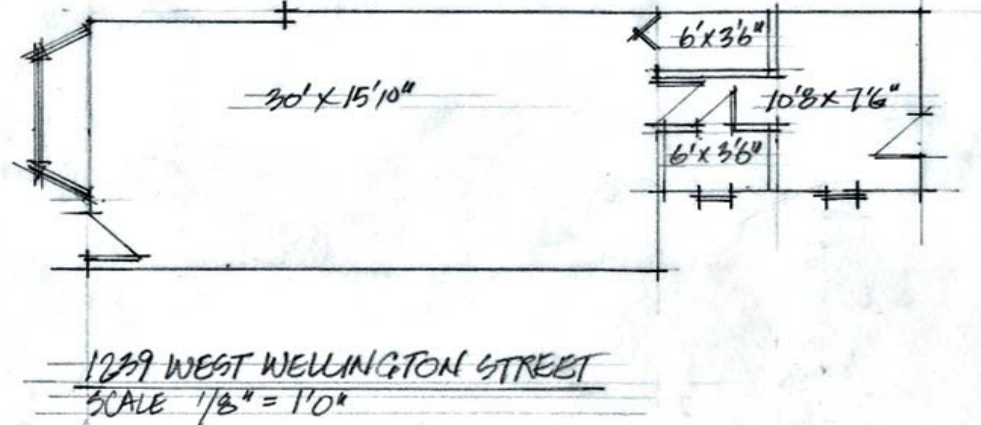 6' x 3'6"
30' x 15'10"
10'8 x 7'6"
6' x 3'6"
1239 WEST WELLINGTON STREET
SCALE 1/8" = 1'0"